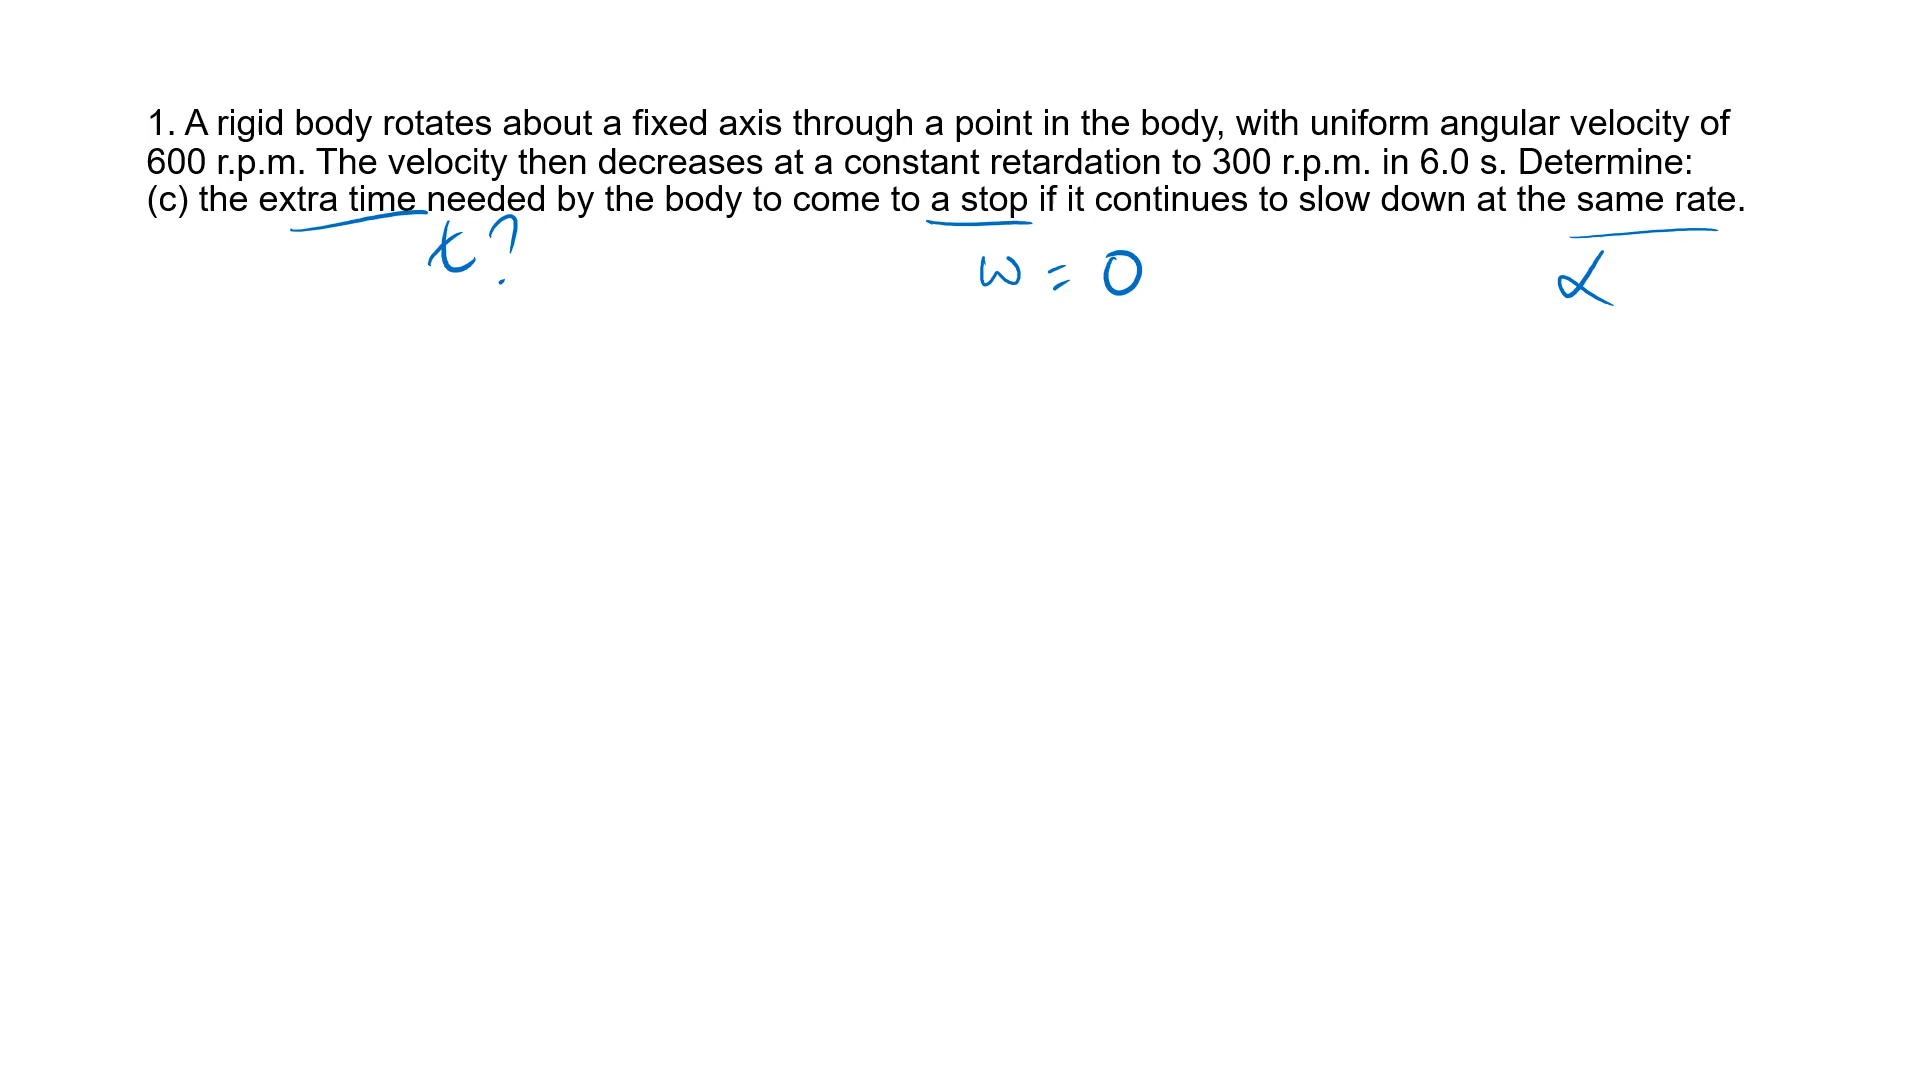 1. A rigid body rotates about a fixed axis through a point in the body, with uniform angular velocity of
600 r.p.m. The velocity then decreases at a constant retardation to 300 r.p.m. in 6.0 s. Determine:
(c) the extra time needed by the body to come to a stop if it continues to slow down at the same rate.
t? ω = 0 α